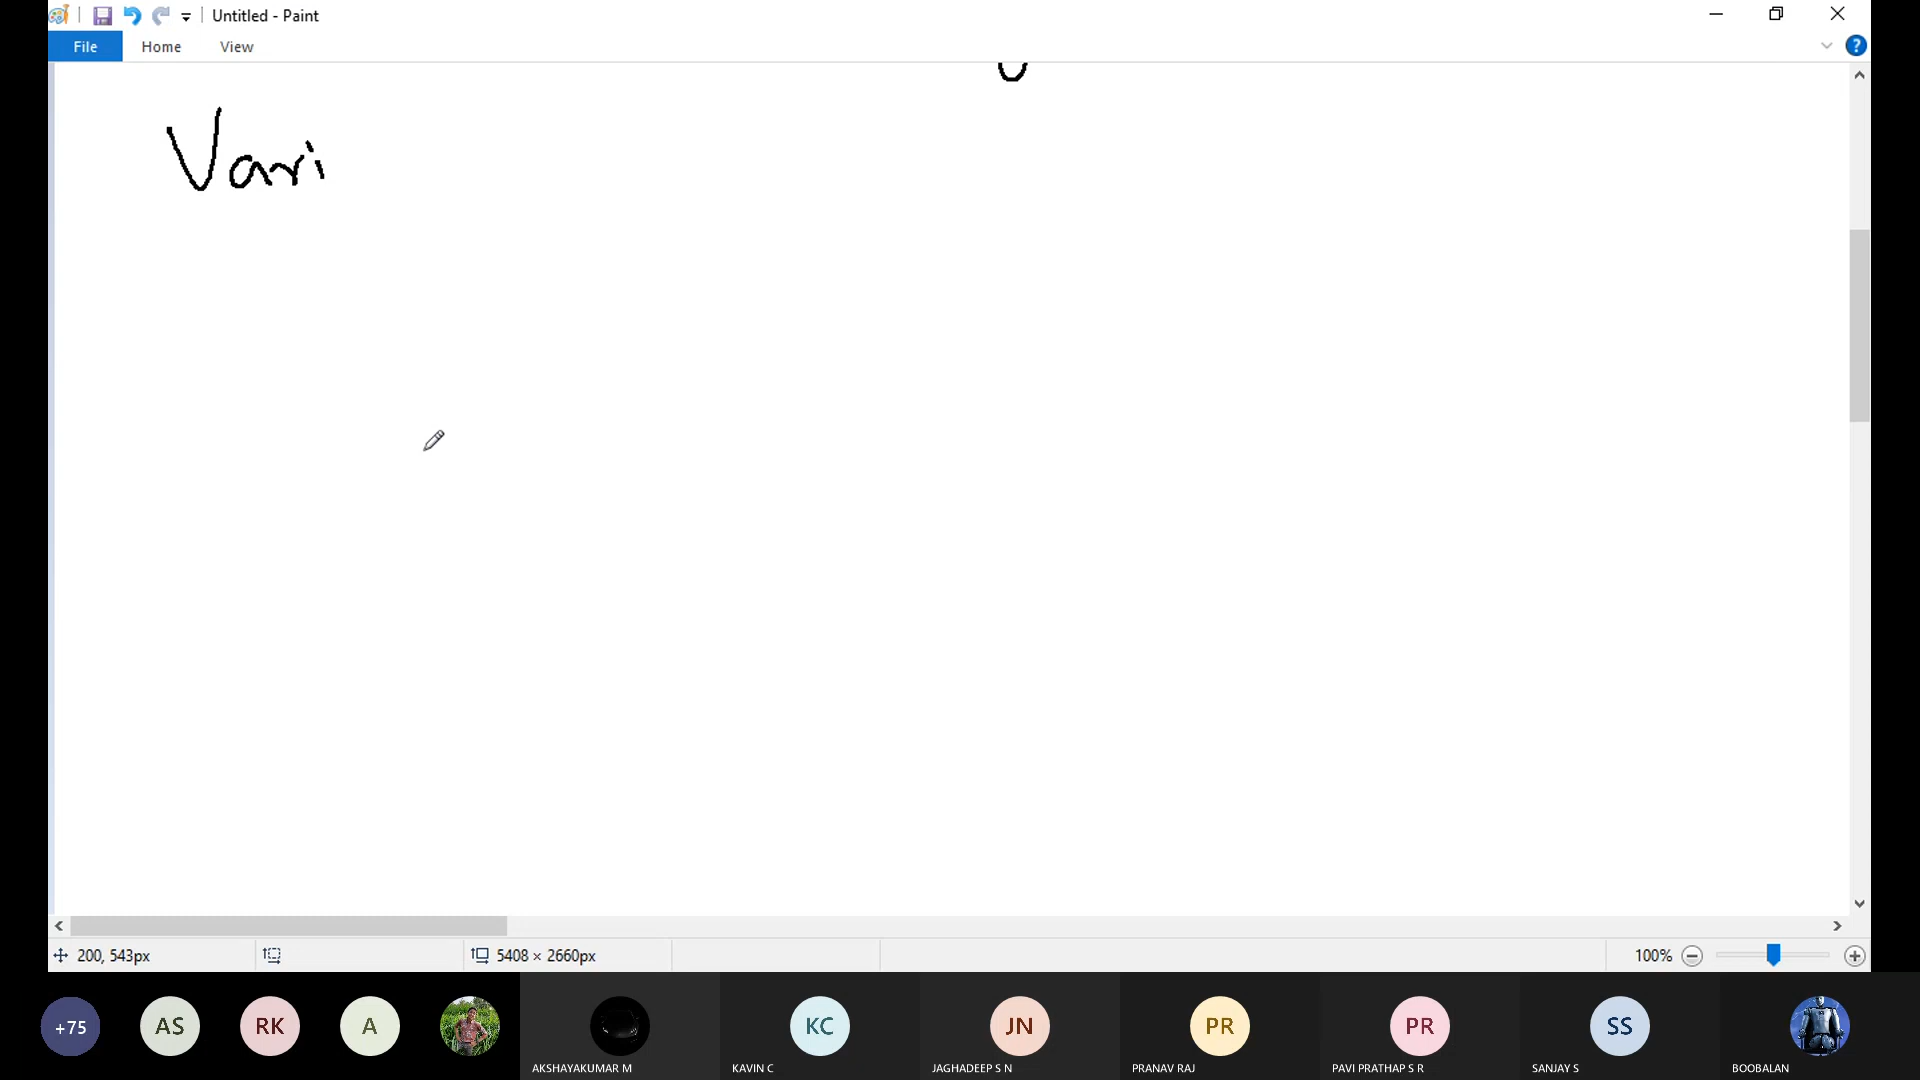 Untitled - Paint
File Home View
Vari
200, 543px 5408 × 2660px 100%
+75 AS RK A KC JN PR PR SS
AKSHAYAKUMAR M KAVIN C JAGHADEEP S N PRANAV RAJ PAVI PRATHAP S R SANJAY S BOOBALAN